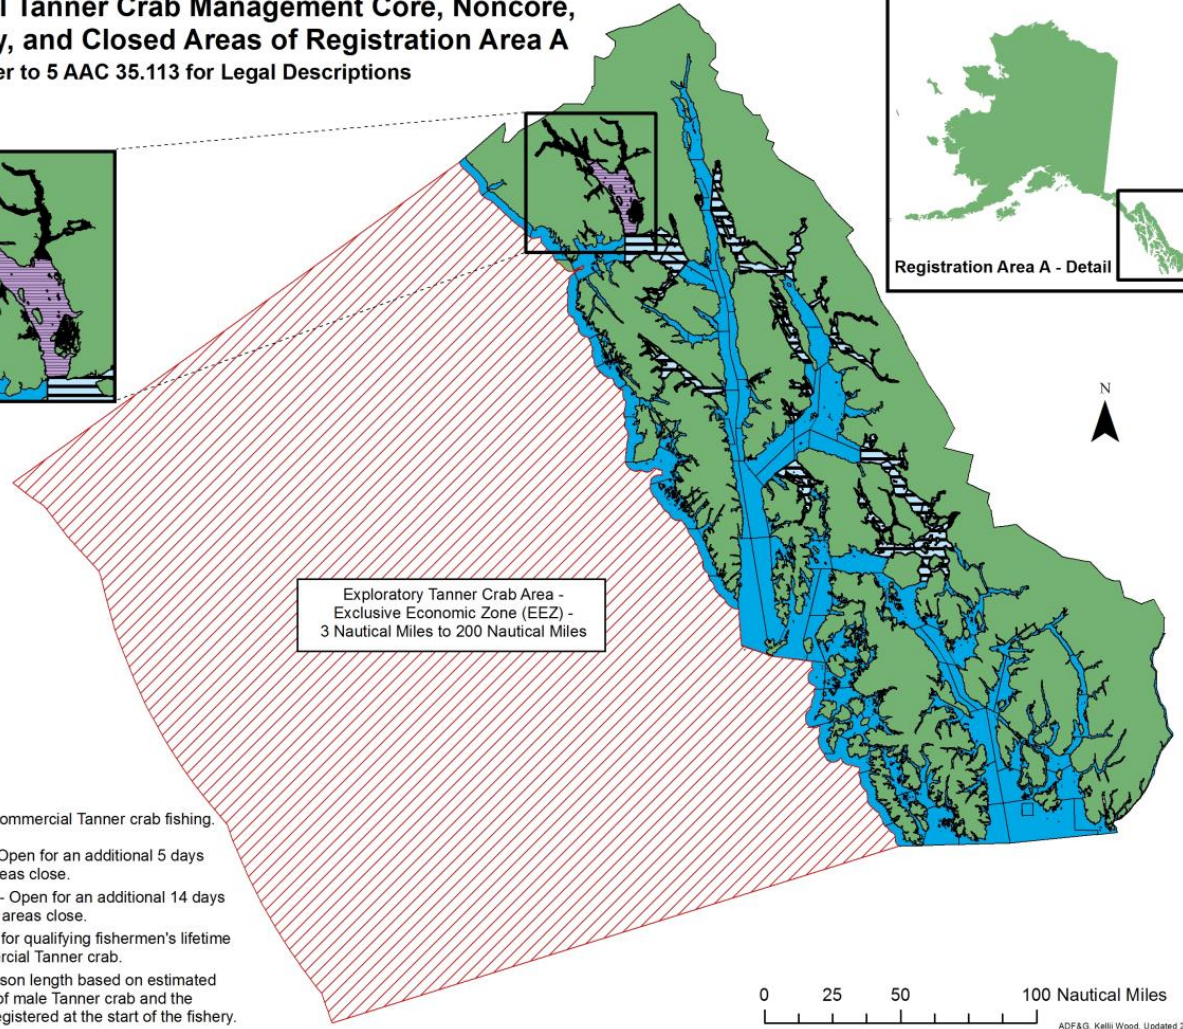 l Tanner Crab Management Core, Noncore,
y, and Closed Areas of Registration Area A
er to 5 AAC 35.113 for Legal Descriptions
Registration Area A - Detail
N
Exploratory Tanner Crab Area -
Exclusive Economic Zone (EEZ) -
3 Nautical Miles to 200 Nautical Miles
ommercial Tanner crab fishing.
Open for an additional 5 days
eas close.
- Open for an additional 14 days
areas close.
for qualifying fishermen's lifetime
rcial Tanner crab.
son length based on estimated
of male Tanner crab and the
egistered at the start of the fishery.
0 25 50 100 Nautical Miles
ADF&G, Kellii Wood, Updated 2